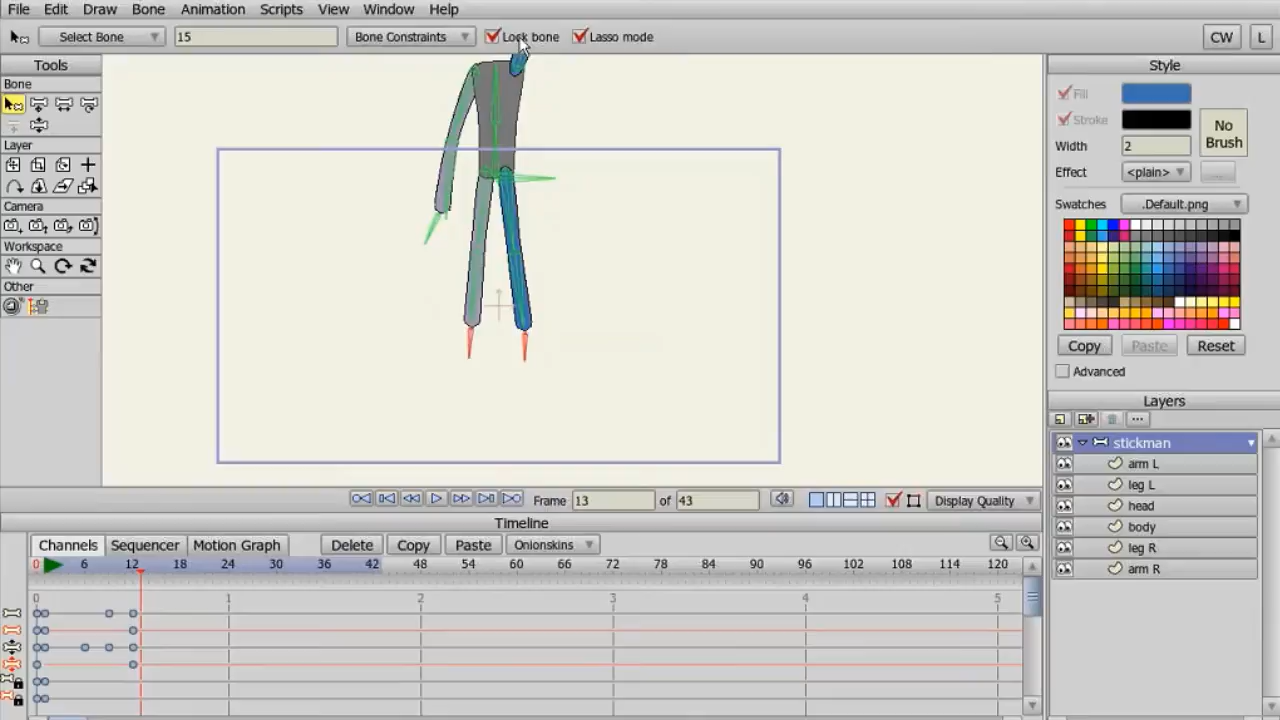 File Edit Draw Bone Animation Scripts View Window Help
Select Bone 15 Bone Constraints Lock bone Lasso mode CW L
Tools
Bone
Layer
Camera
Workspace
Other
Style
Fill
Stroke
No Brush
Width 2
Effect <plain> ...
Swatches .Default.png
Copy Paste Reset
Advanced
Layers
...
stickman
arm L
leg L
head
body
leg R
arm R
Frame 13 of 43 Display Quality
Timeline
Channels Sequencer Motion Graph Delete Copy Paste Onionskins
0 6 12 18 24 30 36 42 48 54 60 66 72 78 84 90 96 102 108 114 120
0 1 2 3 4 5